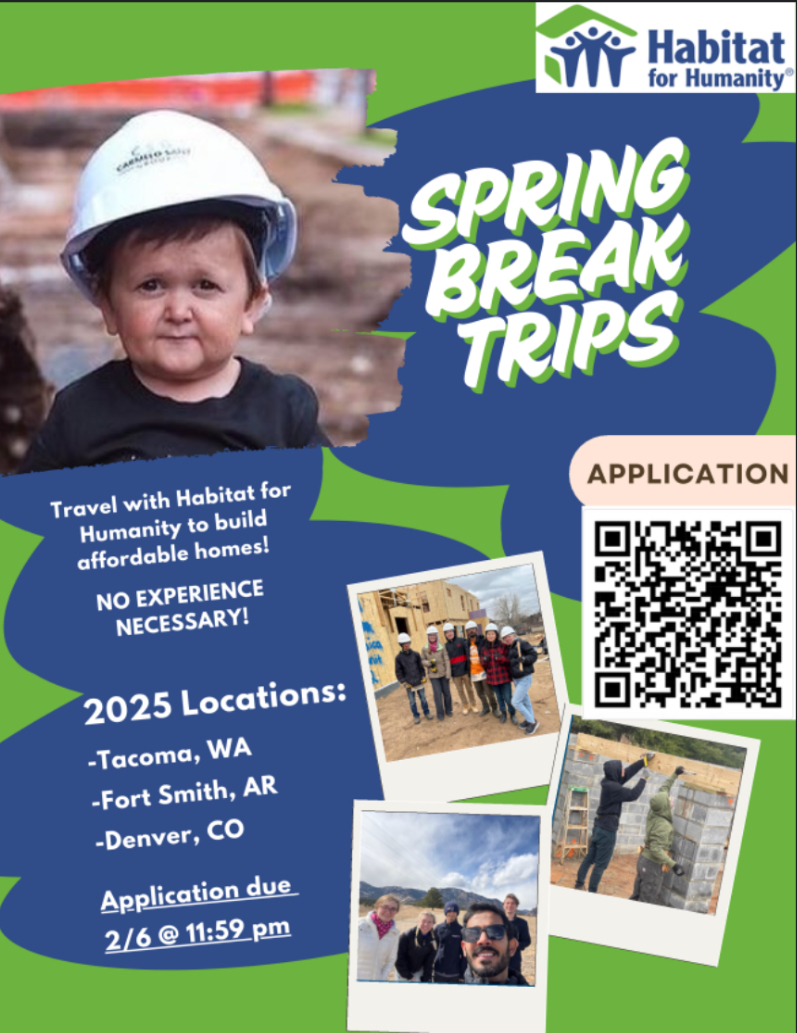 Habitat
for Humanity®
SPRING
BREAK
TRIPS
APPLICATION
Travel with Habitat for
Humanity to build
affordable homes!
NO EXPERIENCE
NECESSARY!
2025 Locations:
-Tacoma, WA
-Fort Smith, AR
-Denver, CO
Application due
2/6 @ 11:59 pm